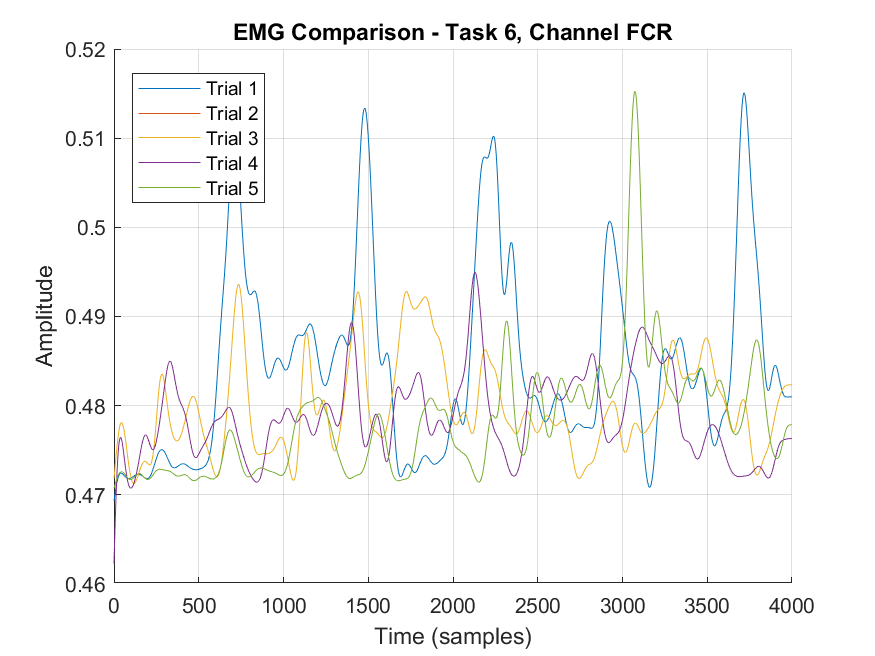 EMG Comparison - Task 6, Channel FCR
0.52
0.51
0.5
0.49
0.48
0.47
0.46
Amplitude
Trial 1
Trial 2
Trial 3
Trial 4
Trial 5
0 500 1000 1500 2000 2500 3000 3500 4000
Time (samples)